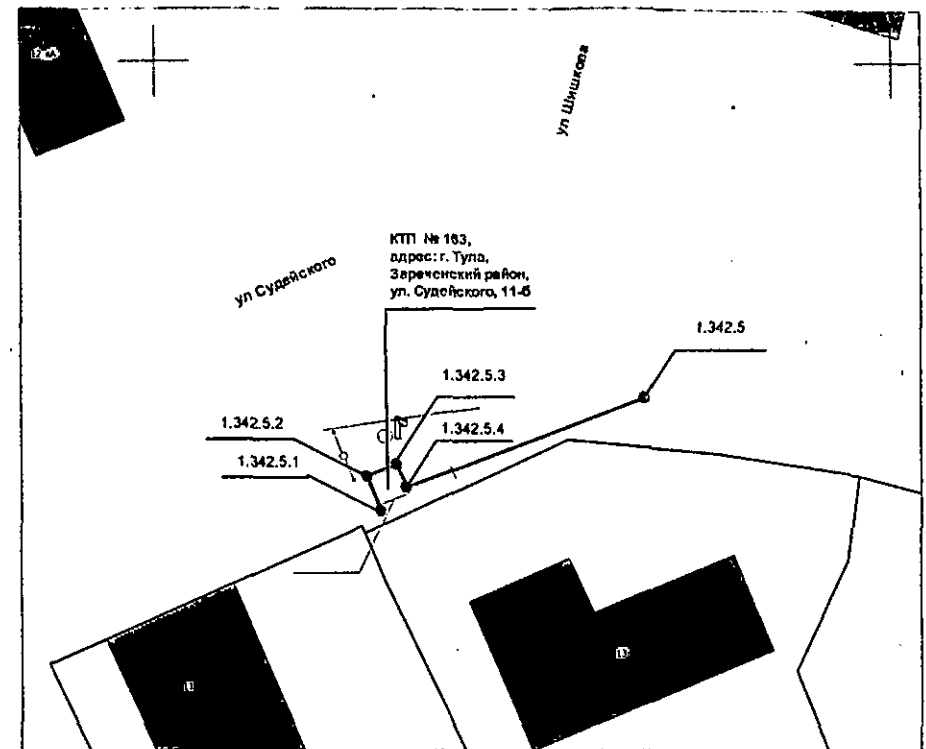 ул Шишкова
КТП № 163,
адрес: г. Тула,
Зареченский район,
ул. Судейского, 11-б
ул Судейского
1.342.5
1.342.5.3
1.342.5.2
1.342.5.4
1.342.5.1
13